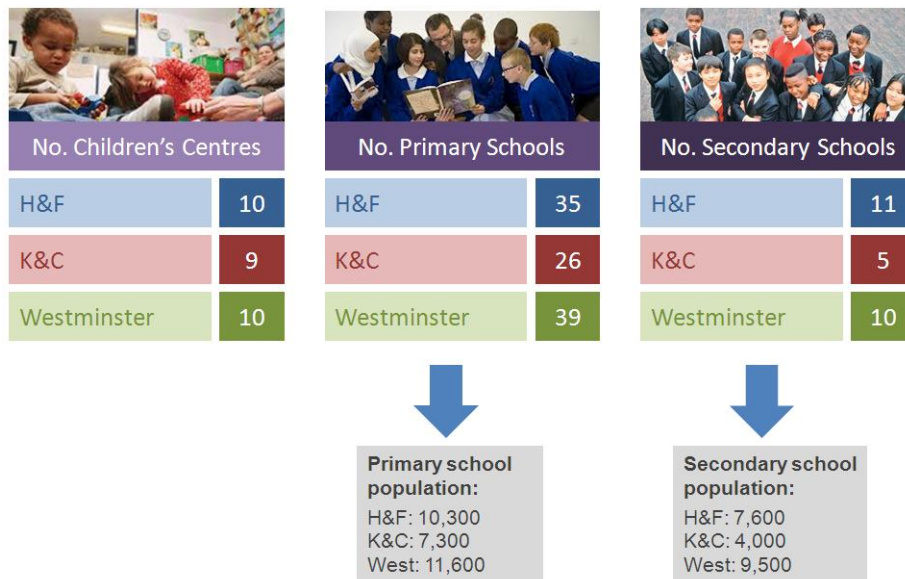 No. Children's Centres
H&F 10
K&C 9
Westminster 10
No. Primary Schools
H&F 35
K&C 26
Westminster 39
Primary school
population:
H&F: 10,300
K&C: 7,300
West: 11,600
No. Secondary Schools
H&F 11
K&C 5
Westminster 10
Secondary school
population:
H&F: 7,600
K&C: 4,000
West: 9,500